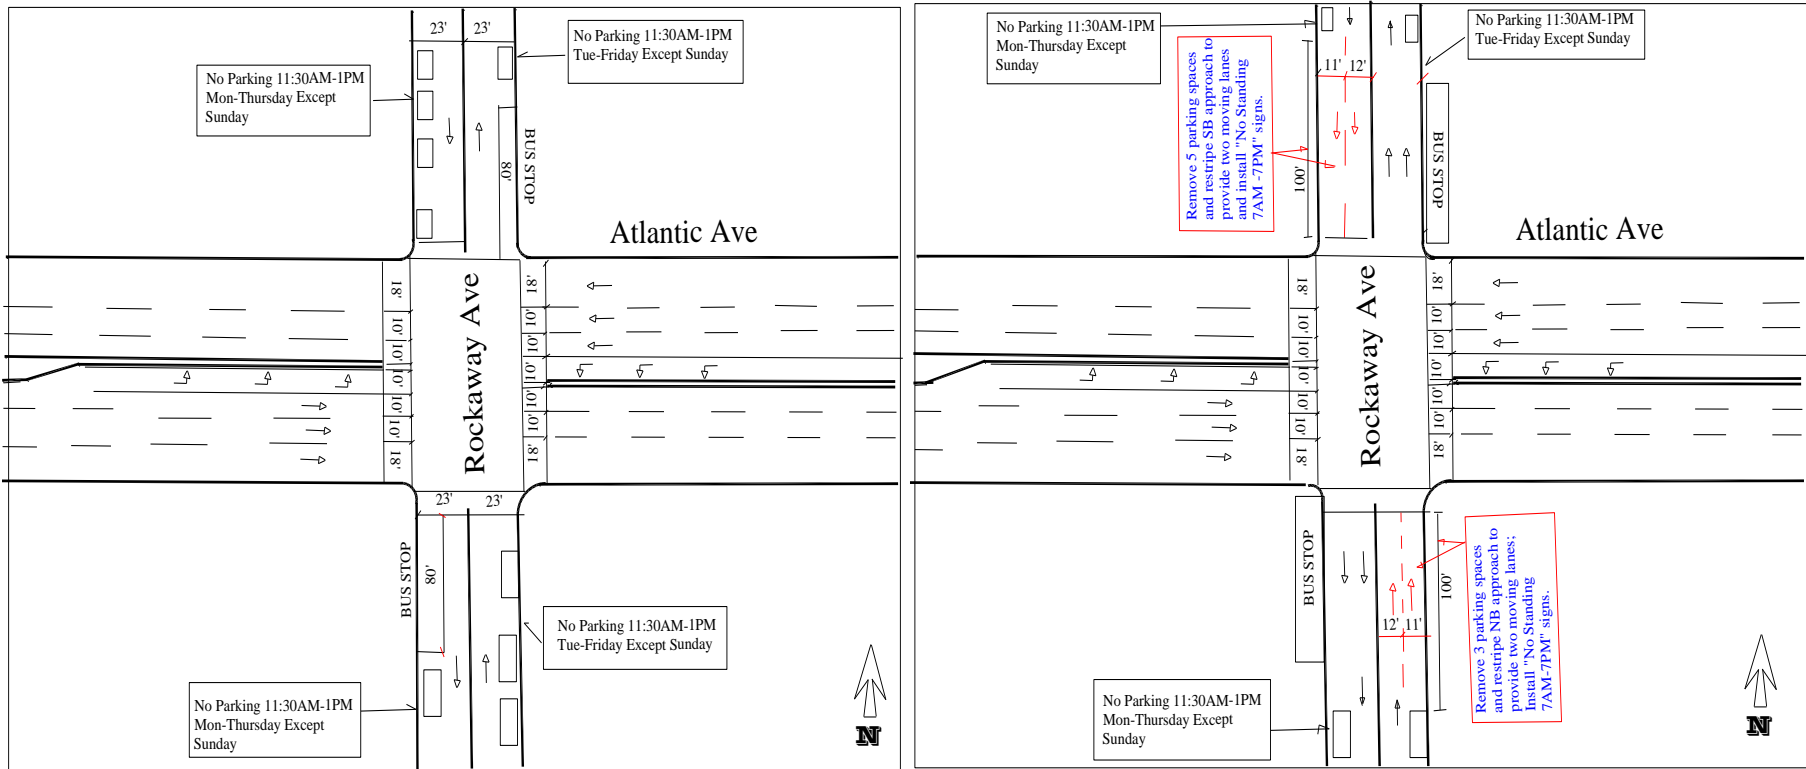 23'
23'
No Parking 11:30AM-1PM
Tue-Friday Except Sunday
No Parking 11:30AM-1PM
Mon-Thursday Except
Sunday
BUS STOP
80'
Atlantic Ave
Rockaway Ave
18'
10'
10'
10'
10'
10'
18'
18'
10'
10'
10'
10'
10'
18'
23'
23'
BUS STOP
80'
No Parking 11:30AM-1PM
Tue-Friday Except Sunday
No Parking 11:30AM-1PM
Mon-Thursday Except
Sunday
N
No Parking 11:30AM-1PM
Mon-Thursday Except
Sunday
No Parking 11:30AM-1PM
Tue-Friday Except Sunday
Remove 5 parking spaces
and restripe SB approach to
provide two moving lanes
and install "No Standing
7AM -7PM" signs.
11'
12'
100'
BUS STOP
Atlantic Ave
Rockaway Ave
18'
10'
10'
10'
10'
10'
18'
18'
10'
10'
10'
10'
10'
18'
BUS STOP
12'
11'
100'
Remove 3 parking spaces
and restripe NB approach to
provide two moving lanes;
Install "No Standing
7AM-7PM" signs.
No Parking 11:30AM-1PM
Mon-Thursday Except
Sunday
N